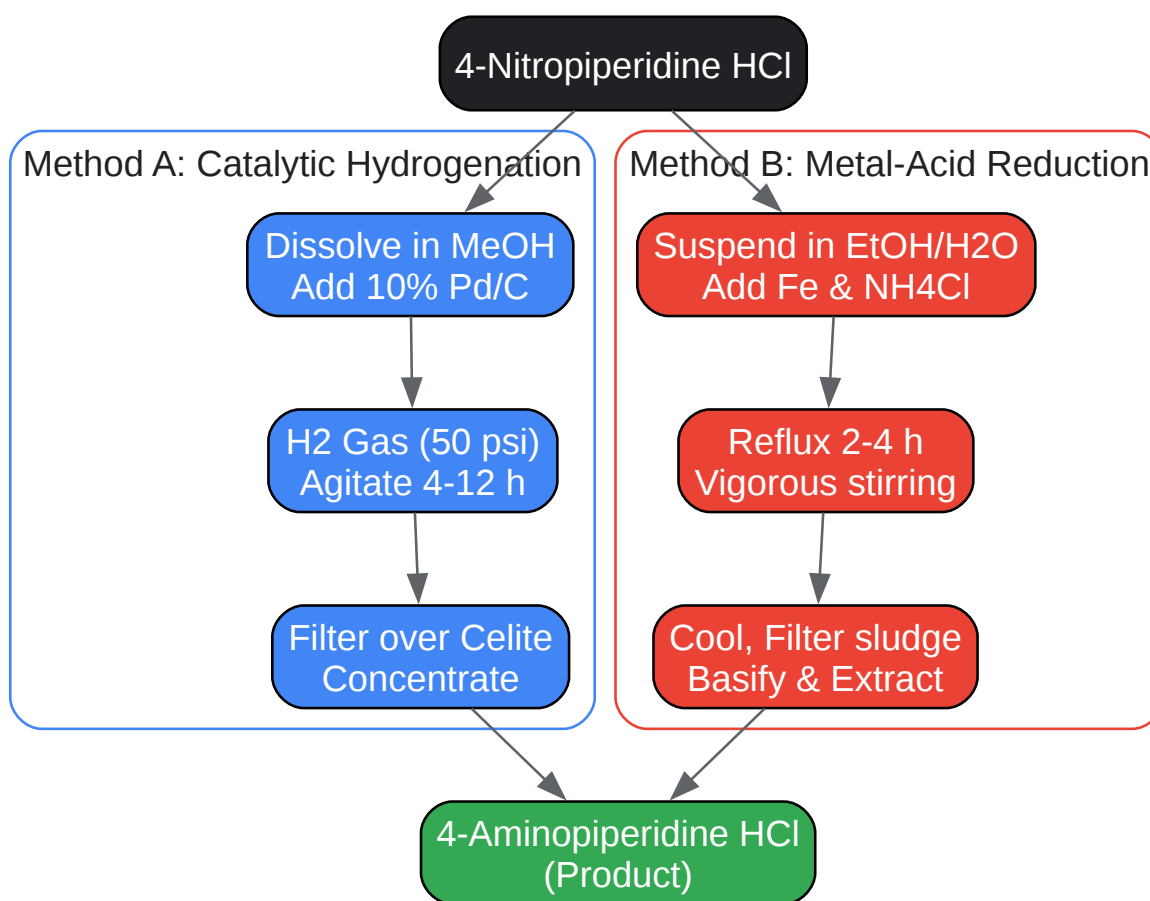 4-Nitropiperidine HCl
Method A: Catalytic Hydrogenation
Dissolve in MeOH
Add 10% Pd/C
H2 Gas (50 psi)
Agitate 4-12 h
Filter over Celite
Concentrate
Method B: Metal-Acid Reduction
Suspend in EtOH/H2O
Add Fe & NH4Cl
Reflux 2-4 h
Vigorous stirring
Cool, Filter sludge
Basify & Extract
4-Aminopiperidine HCl
(Product)